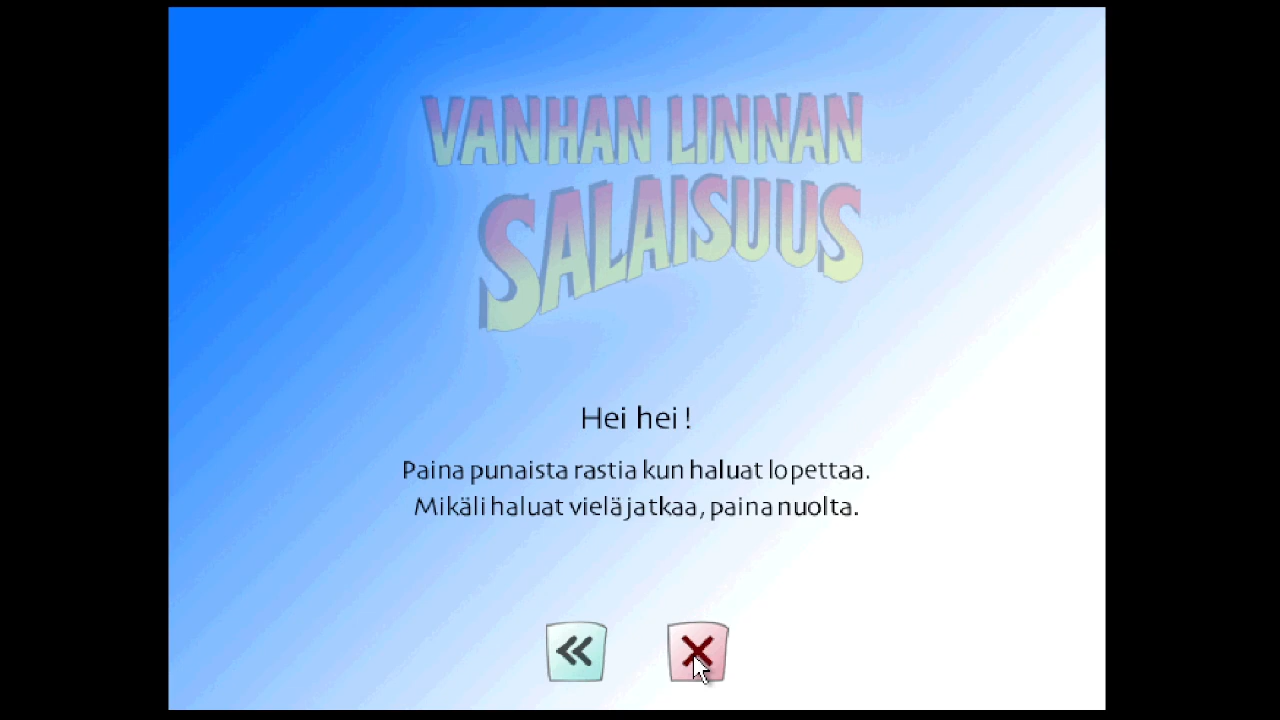 VANHAN LINNAN
SALAISUUS
Hei hei!
Paina punaista rastia kun haluat lopettaa.
Mikäli haluat vielä jatkaa, paina nuolta.